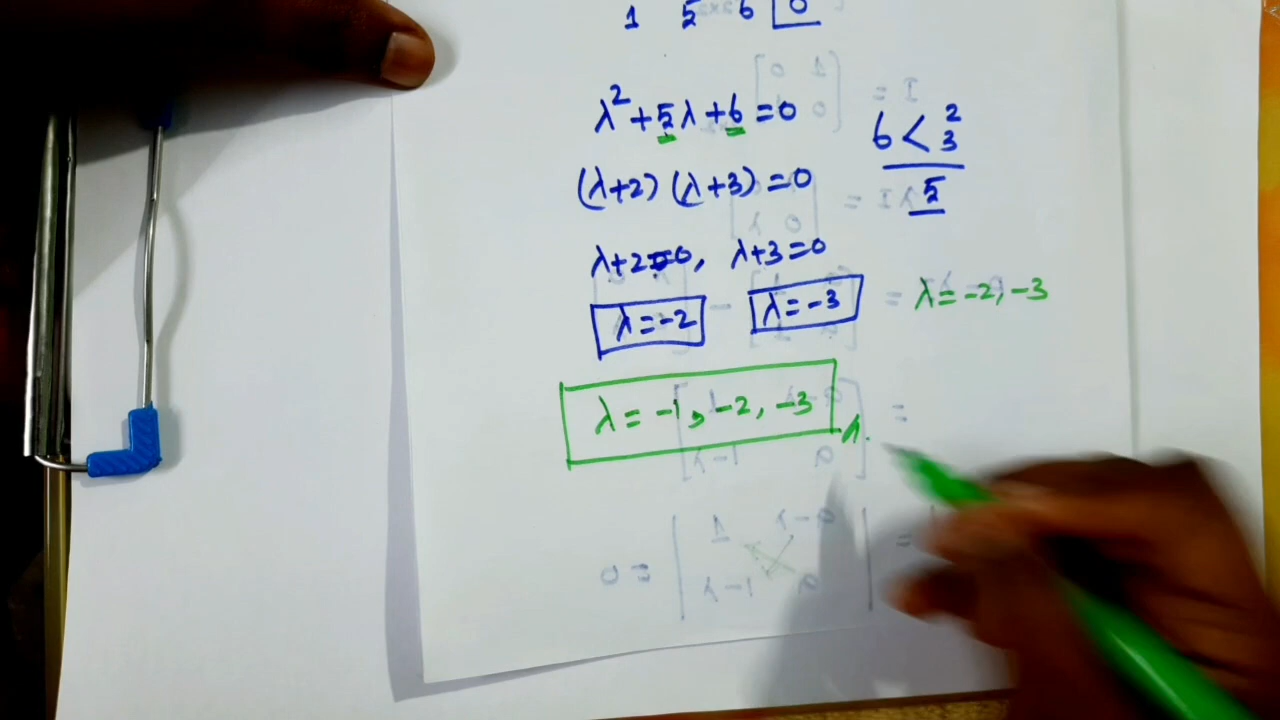 1 5 6 0
λ² + 5λ + 6 = 0
6 < 2 3
5
(λ+2) (λ+3) = 0
λ+2=0, λ+3=0
λ=-2 λ=-3 λ=-2,-3
λ = -1, -2, -3